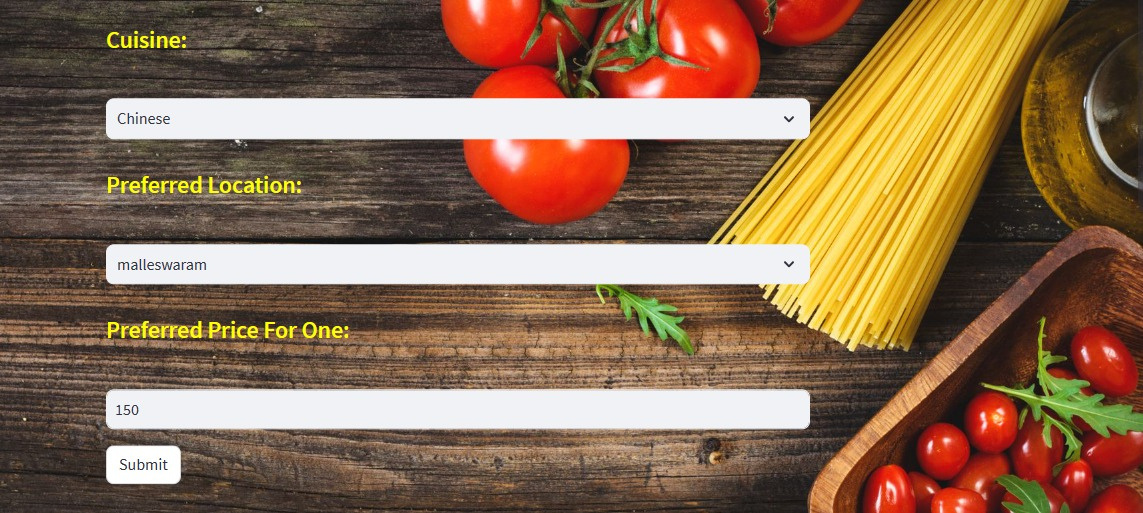 Cuisine:
Chinese
Preferred Location:
malleswaram
Preferred Price For One:
150
Submit